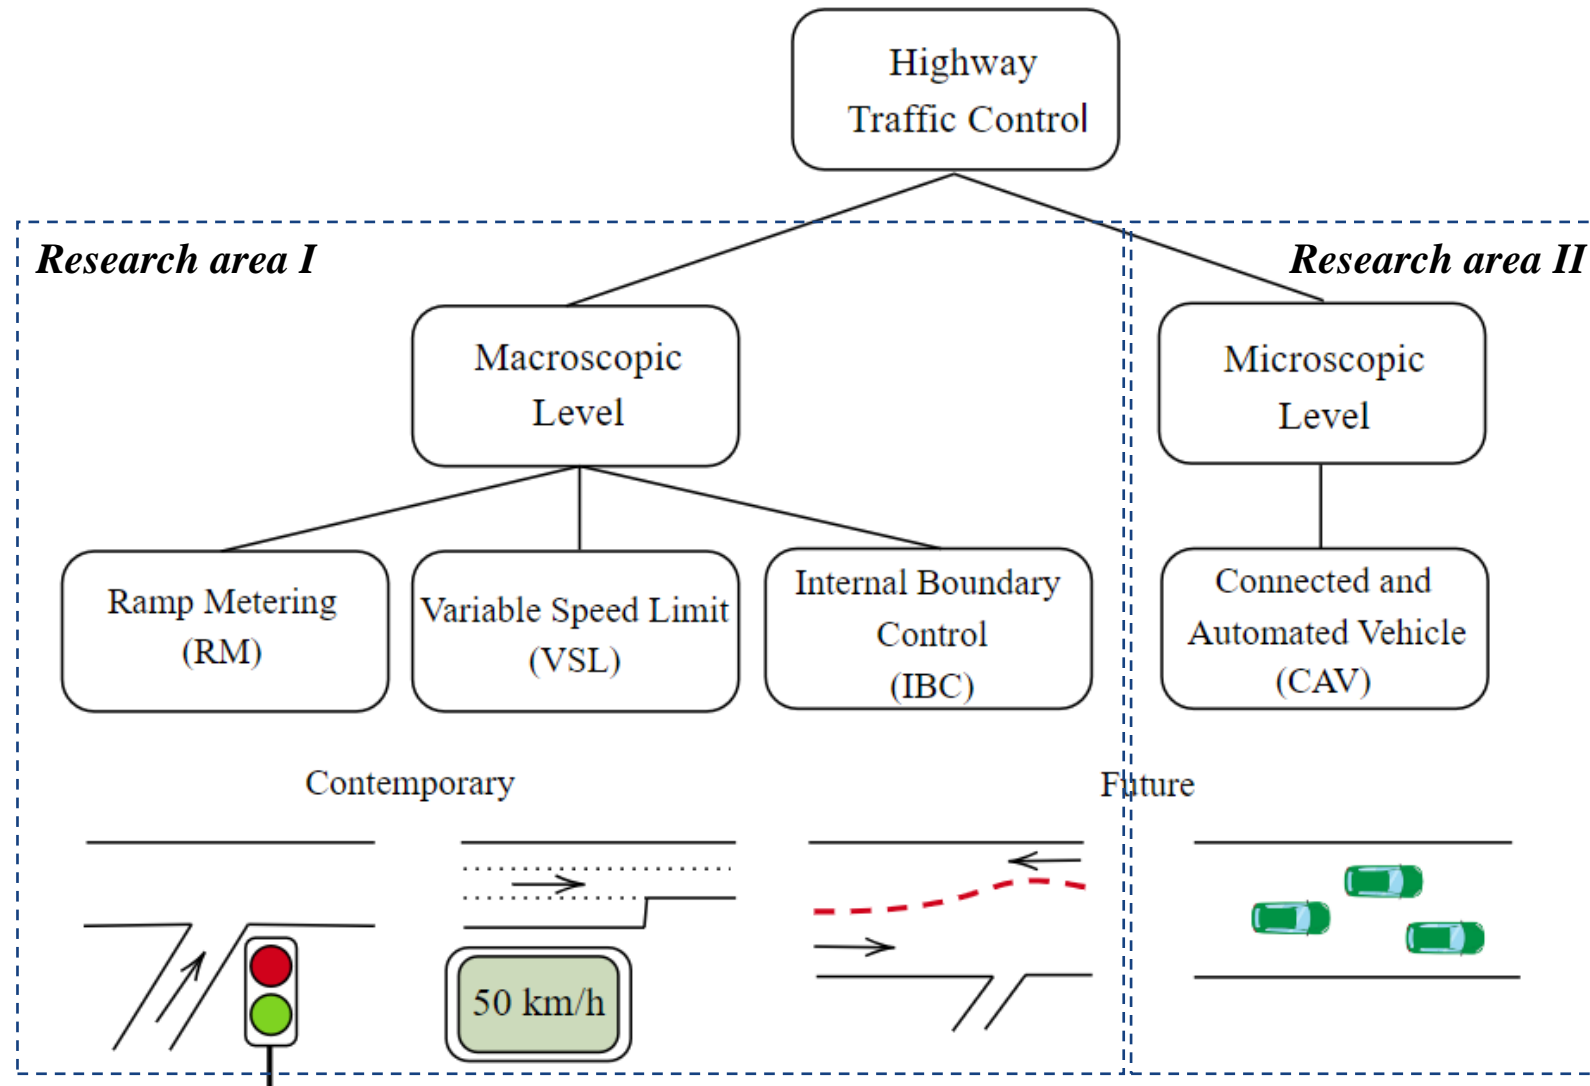 Highway
Traffic Control
Research area I
Research area II
Macroscopic
Level
Microscopic
Level
Ramp Metering
(RM)
Variable Speed Limit
(VSL)
Internal Boundary
Control
(IBC)
Connected and
Automated Vehicle
(CAV)
Contemporary
Future
50 km/h